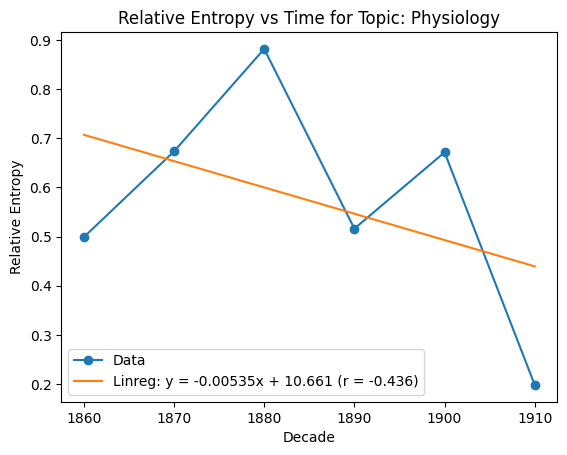 Relative Entropy vs Time for Topic: Physiology
0.9
0.8
0.7
0.6
0.5
0.4
0.3
0.2
Relative Entropy
Data
Linreg: y = -0.00535x + 10.661 (r = -0.436)
1860
1870
1880
1890
1900
1910
Decade